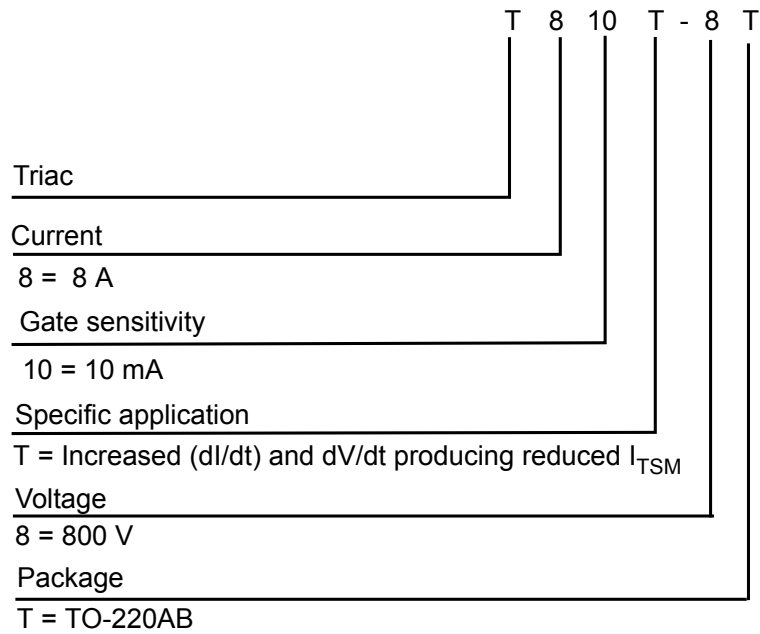 T 8 10 T - 8 T
Triac
Current
8 = 8 A
Gate sensitivity
10 = 10 mA
Specific application
T = Increased (dI/dt) and dV/dt producing reduced ITSM
Voltage
8 = 800 V
Package
T = TO-220AB